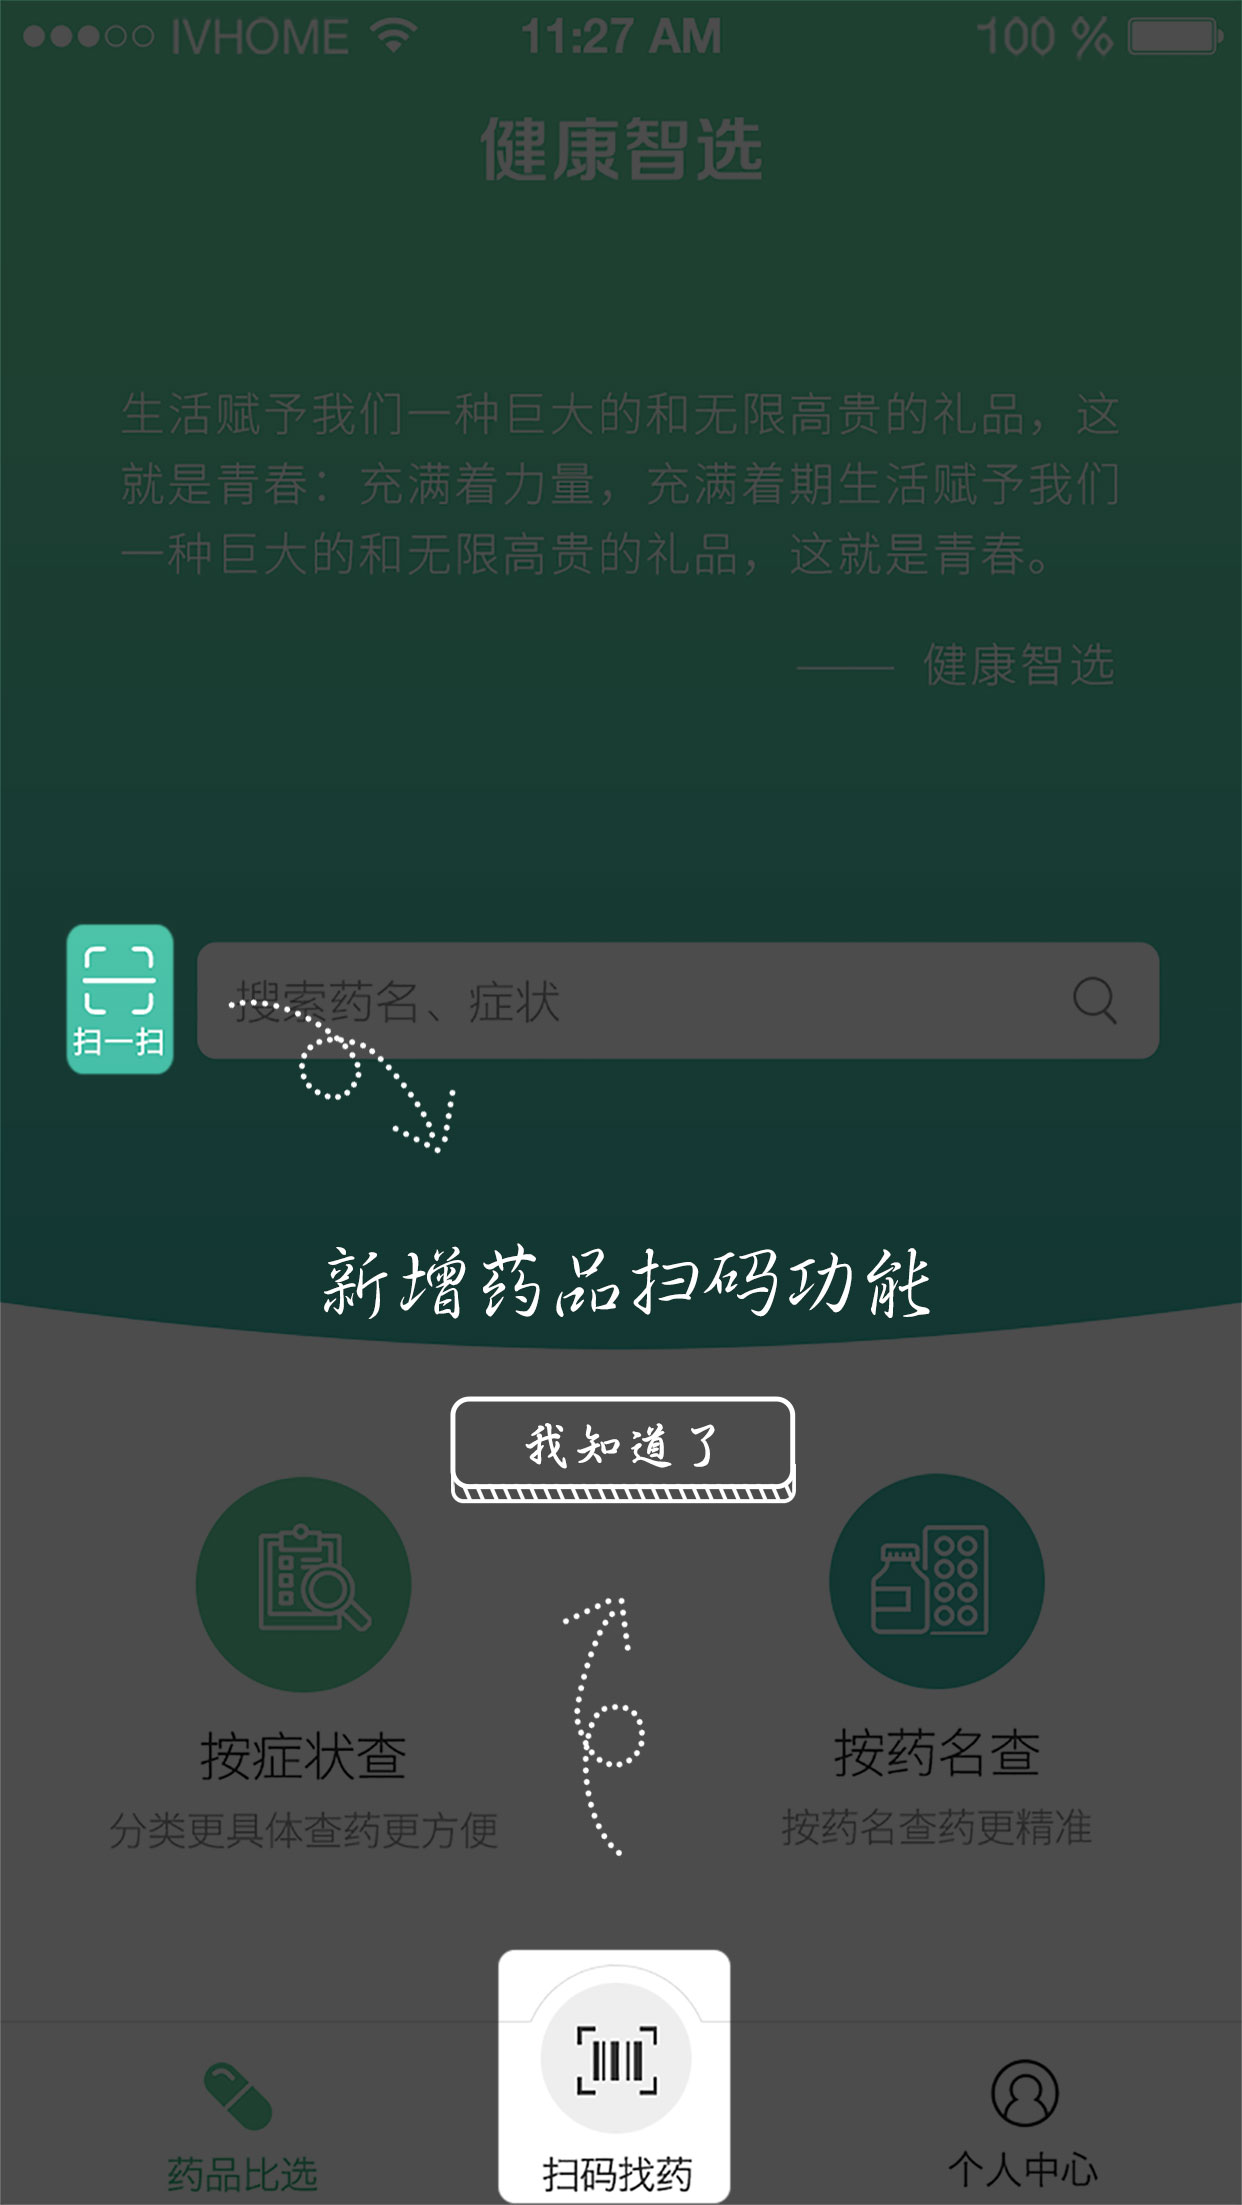 IVHOME 11:27 AM 100 %
健康智选
生活赋予我们一种巨大的和无限高贵的礼品，这
就是青春：充满着力量，充满着期生活赋予我们
一种巨大的和无限高贵的礼品，这就是青春。
—— 健康智选
扫一扫
搜索药名、症状
新增药品扫码功能
我知道了
按症状查
按药名查
分类更具体查药更方便
按药名查药更精准
药品比选
扫码找药
个人中心